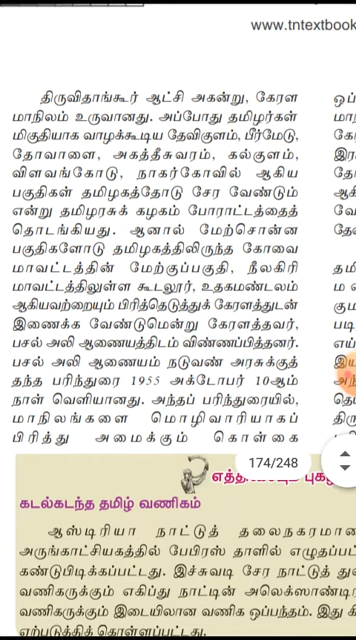 www.tntextbook
திருவிதாங்கூர் ஆட்சி அகன்று, கேரள
மாநிலம் உருவானது. அப்போது தமிழர்கள்
மிகுதியாக வாழக்கூடிய தேவிகுளம், பீர்மேடு,
தோவாளை, அகத்தீசுவரம், கல்குளம்,
விளவங்கோடு, நாகர்கோவில் ஆகிய
பகுதிகள் தமிழகத்தோடு சேர வேண்டும்
என்று தமிழரசுக் கழகம் போராட்டத்தைத்
தொடங்கியது. ஆனால் மேற்சொன்ன
பகுதிகளோடு தமிழகத்திலிருந்த கோவை
மாவட்டத்தின் மேற்குப்பகுதி, நீலகிரி
மாவட்டத்திலுள்ள கூடலூர், உதகமண்டலம்
ஆகியவற்றையும் பிரித்தெடுத்துக் கேரளத்துடன்
இணைக்க வேண்டுமென்று கேரளத்தவர்,
பசல் அலி ஆணையத்திடம் விண்ணப்பித்தனர்.
பசல் அலி ஆணையம் நடுவண் அரசுக்குத்
தந்த பரிந்துரை 1955 அக்டோபர் 10ஆம்
நாள் வெளியானது. அந்தப் பரிந்துரையில்,
மாநிலங்களை மொழிவாரியாகப்
பிரித்து அமைக்கும் கொள்கை
174/248
கடல்கடந்த தமிழ் வணிகம்
ஆஸ்டிரியா நாட்டுத் தலைநகரமான
அருங்காட்சியகத்தில் பேபிரஸ் தாளில் எழுதப்பட்
கண்டுபிடிக்கப்பட்டது. இச்சுவடி சேர நாட்டுத் து
வணிகருக்கும் எகிப்து நாட்டின் அலெக்ஸாண்டிர
வணிகருக்கும் இடையிலான வணிக ஒப்பந்தம். இது கி
ஏற்படுத்திக் கொள்ளப்பட்டது.